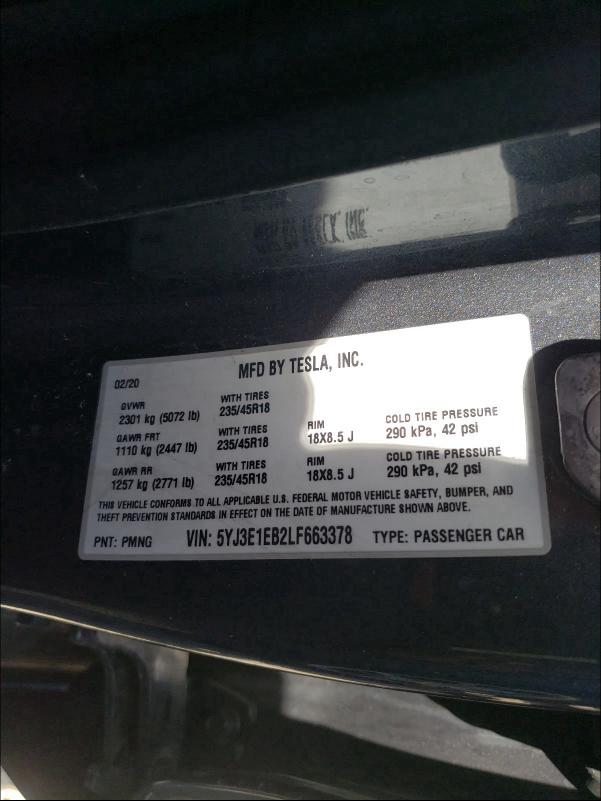 MFD BY TESLA, INC.
02/20
GVWR
2301 kg (5072 lb)
WITH TIRES
235/45R18
GAWR FRT
1110 kg (2447 lb)
WITH TIRES
235/45R18
RIM
18X8.5 J
COLD TIRE PRESSURE
290 kPa, 42 psi
GAWR RR
1257 kg (2771 lb)
WITH TIRES
235/45R18
RIM
18X8.5 J
COLD TIRE PRESSURE
290 kPa, 42 psi
THIS VEHICLE CONFORMS TO ALL APPLICABLE U.S. FEDERAL MOTOR VEHICLE SAFETY, BUMPER, AND
THEFT PREVENTION STANDARDS IN EFFECT ON THE DATE OF MANUFACTURE SHOWN ABOVE.
PNT: PMNG VIN: 5YJ3E1EB2LF663378 TYPE: PASSENGER CAR